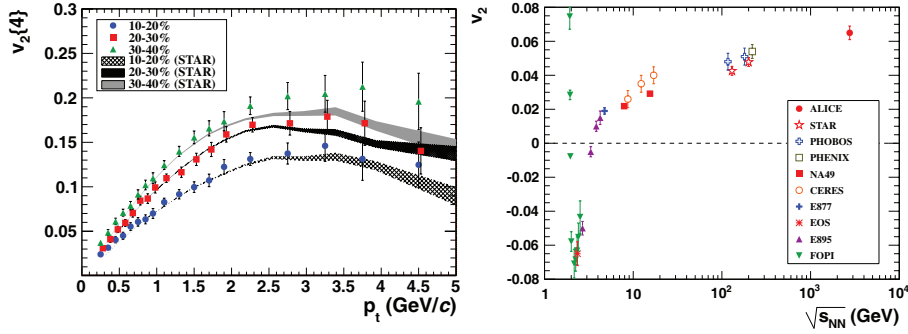 v₂{4}
0.3
0.25
0.2
0.15
0.1
0.05
10-20%
20-30%
30-40%
10-20% (STAR)
20-30% (STAR)
30-40% (STAR)
0 0.5 1 1.5 2 2.5 3 3.5 4 4.5 5
pₜ (GeV/c)
v₂
0.08
0.06
0.04
0.02
-0.00
-0.02
-0.04
-0.06
-0.08
ALICE
STAR
PHOBOS
PHENIX
NA49
CERES
E877
EOS
E895
FOPI
1 10 10² 10³ 10⁴
√sNN (GeV)